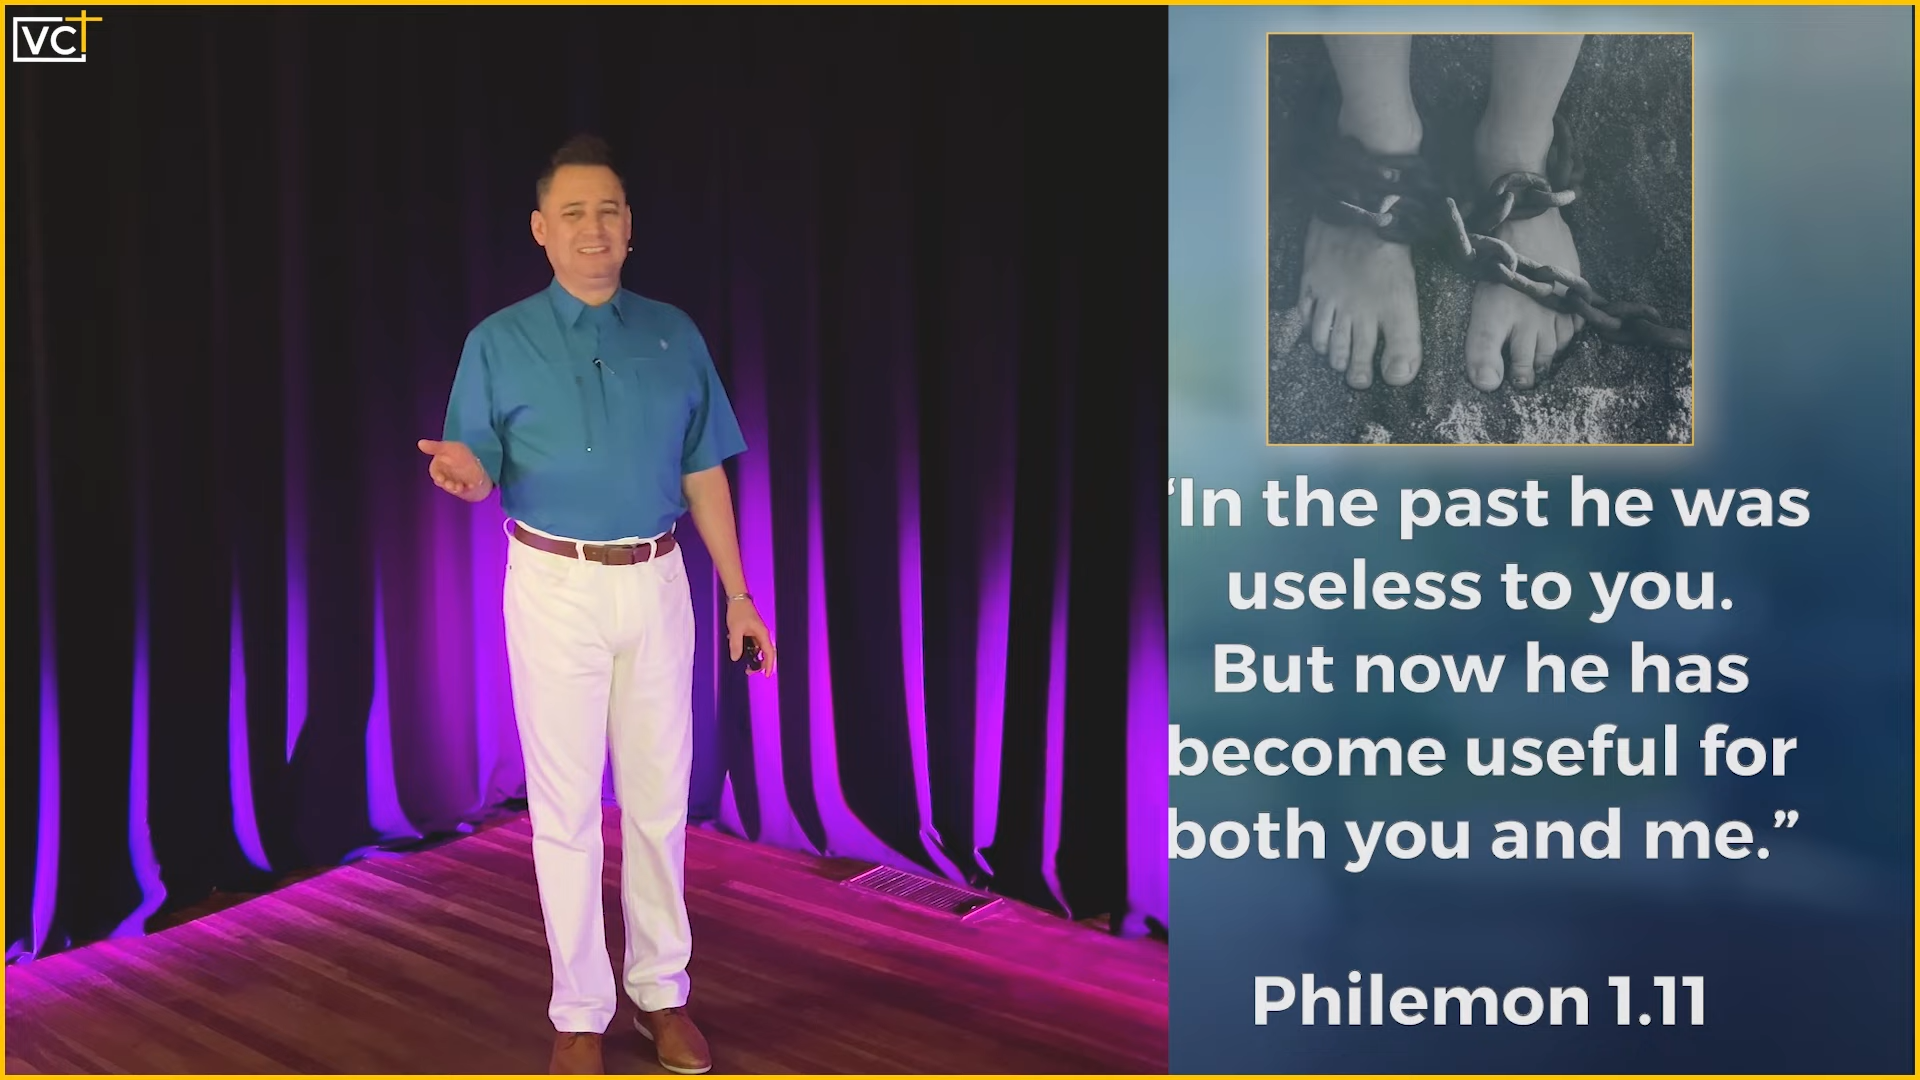 VC
“In the past he was
useless to you.
But now he has
become useful for
both you and me.”
Philemon 1.11